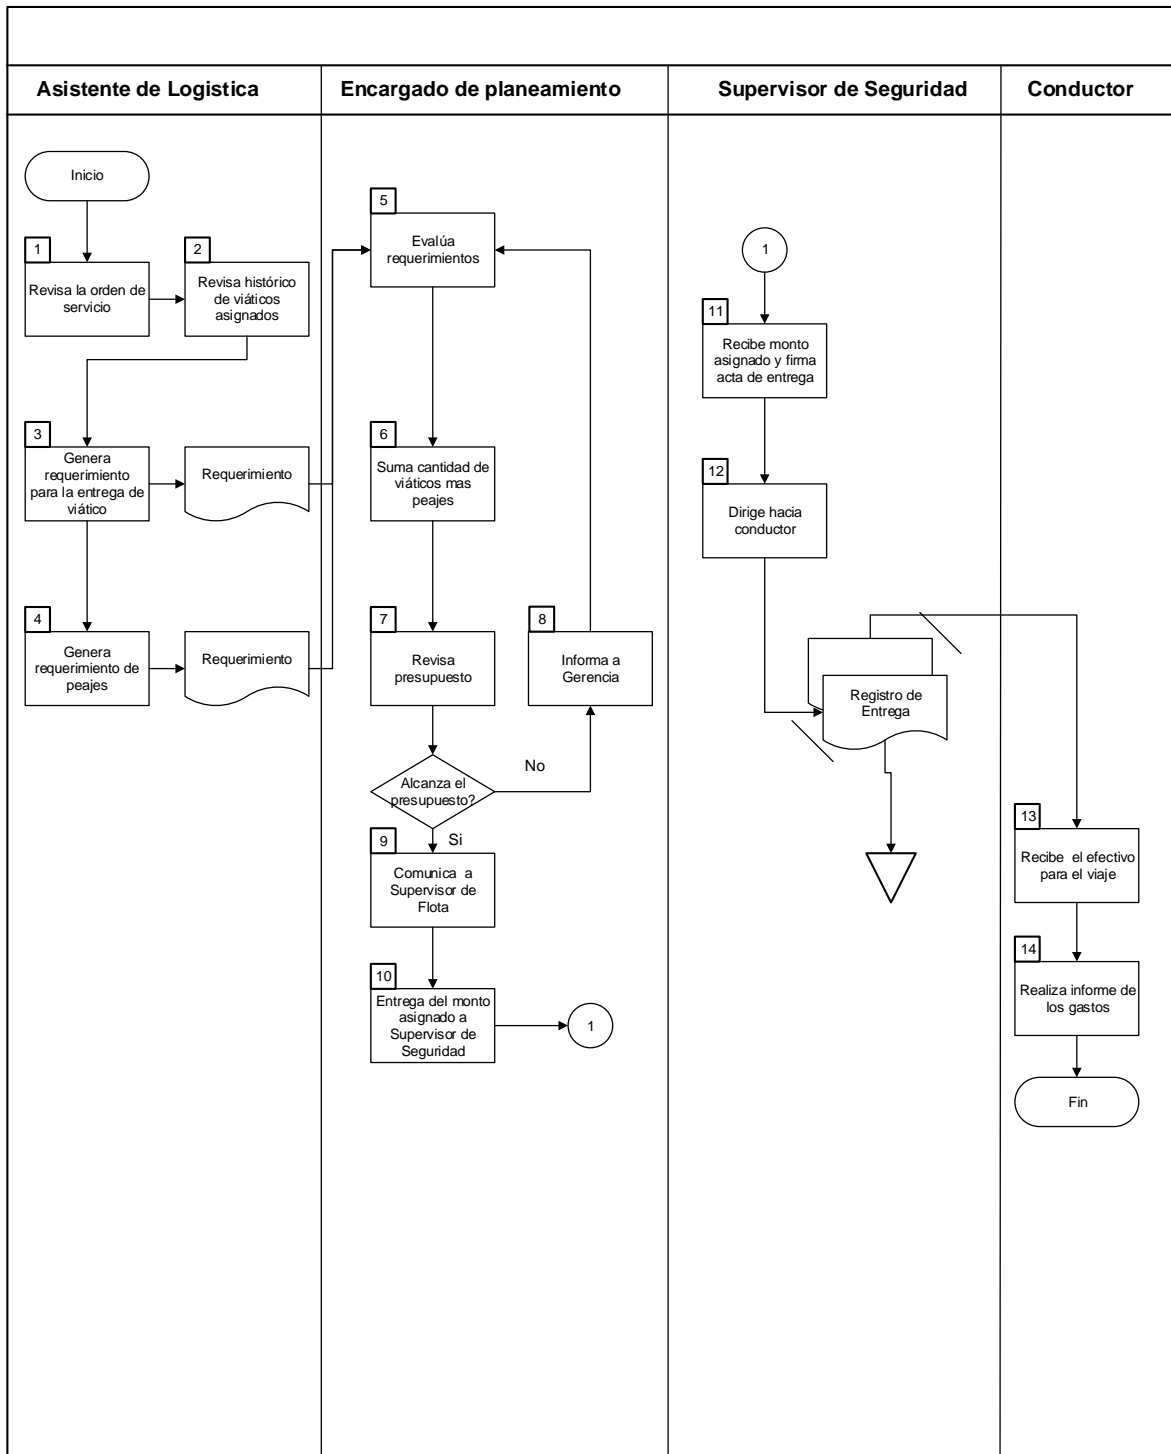 Asistente de Logistica
Encargado de planeamiento
Supervisor de Seguridad
Conductor
Inicio
1
Revisa la orden de
servicio
2
Revisa histórico
de viáticos
asignados
3
Genera
requerimiento
para la entrega de
viático
Requerimiento
4
Genera
requerimiento de
peajes
Requerimiento
5
Evalúa
requerimientos
6
Suma cantidad de
viáticos mas
peajes
7
Revisa
presupuesto
8
Informa a
Gerencia
Alcanza el
presupuesto?
No
Si
9
Comunica a
Supervisor de
Flota
10
Entrega del monto
asignado a
Supervisor de
Seguridad
1
1
11
Recibe monto
asignado y firma
acta de entrega
12
Dirige hacia
conductor
Registro de
Entrega
13
Recibe el efectivo
para el viaje
14
Realiza informe de
los gastos
Fin